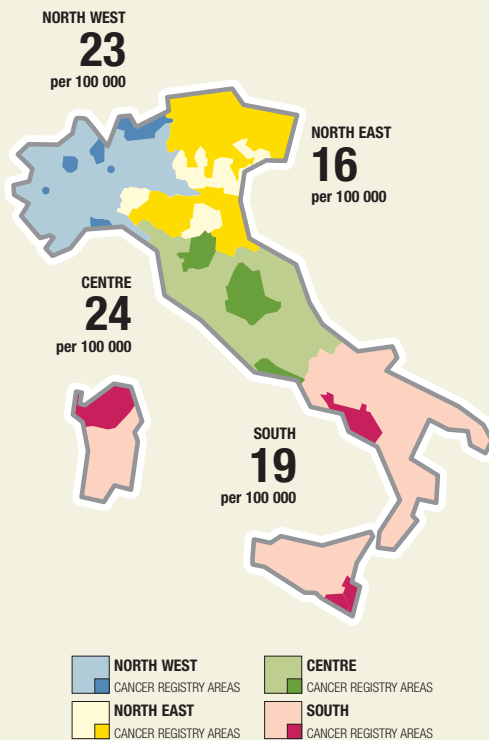 NORTH WEST
23
per 100 000
NORTH EAST
16
per 100 000
CENTRE
24
per 100 000
SOUTH
19
per 100 000
NORTH WEST
CANCER REGISTRY AREAS
CENTRE
CANCER REGISTRY AREAS
NORTH EAST
CANCER REGISTRY AREAS
SOUTH
CANCER REGISTRY AREAS